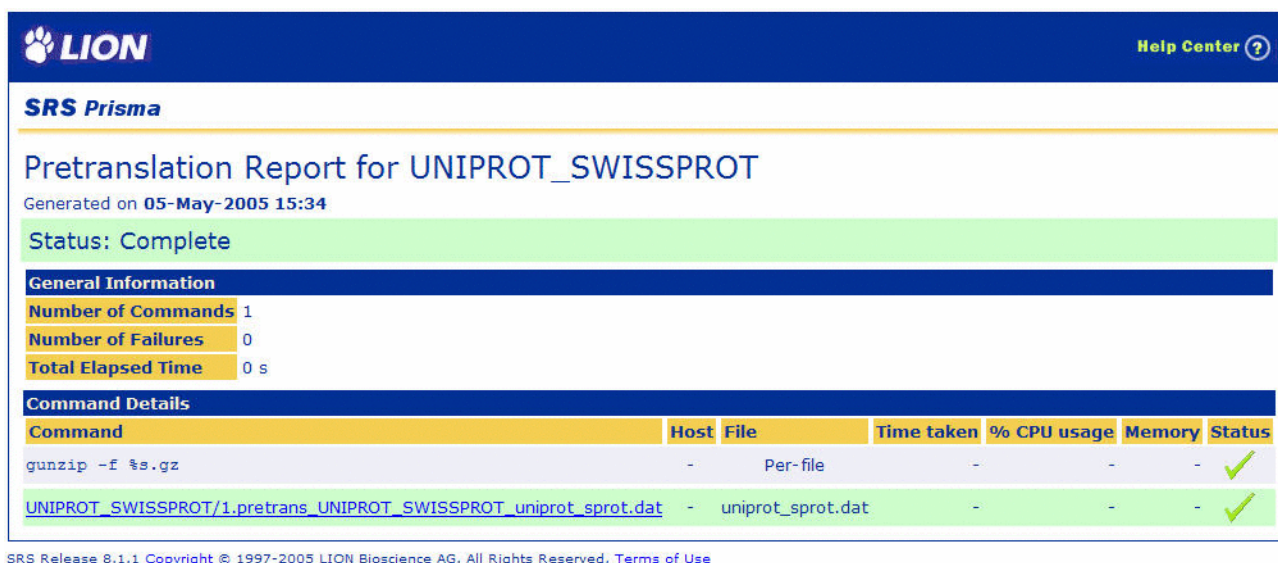 LION
Help Center ?
SRS Prisma
Pretranslation Report for UNIPROT_SWISSPROT
Generated on 05-May-2005 15:34
Status: Complete
General Information
Number of Commands 1
Number of Failures 0
Total Elapsed Time 0 s
Command Details
Command Host File Time taken % CPU usage Memory Status
gunzip -f %s.gz - Per-file - - -
UNIPROT_SWISSPROT/1.pretrans_UNIPROT_SWISSPROT_uniprot_sprot.dat - uniprot_sprot.dat - - -
SRS Release 8.1.1 Copyright © 1997-2005 LION Bioscience AG. All Rights Reserved. Terms of Use